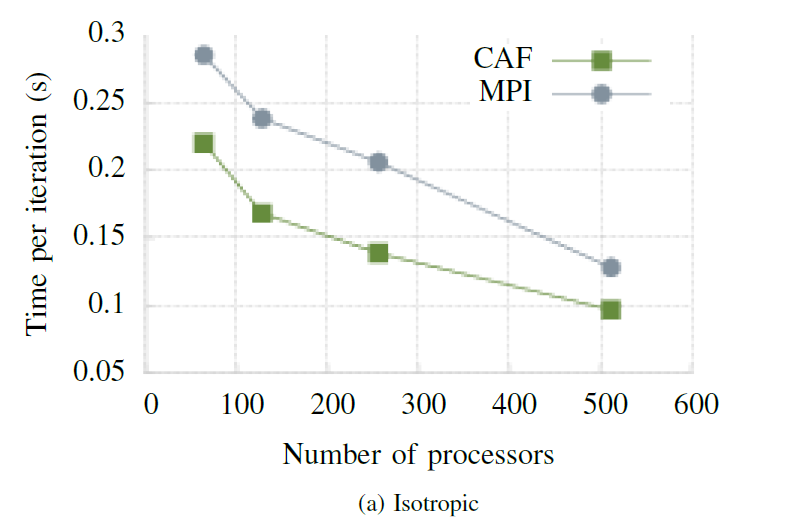 0.3
0.25
0.2
0.15
0.1
0.05
Time per iteration (s)
CAF
MPI
0 100 200 300 400 500 600
Number of processors
(a) Isotropic